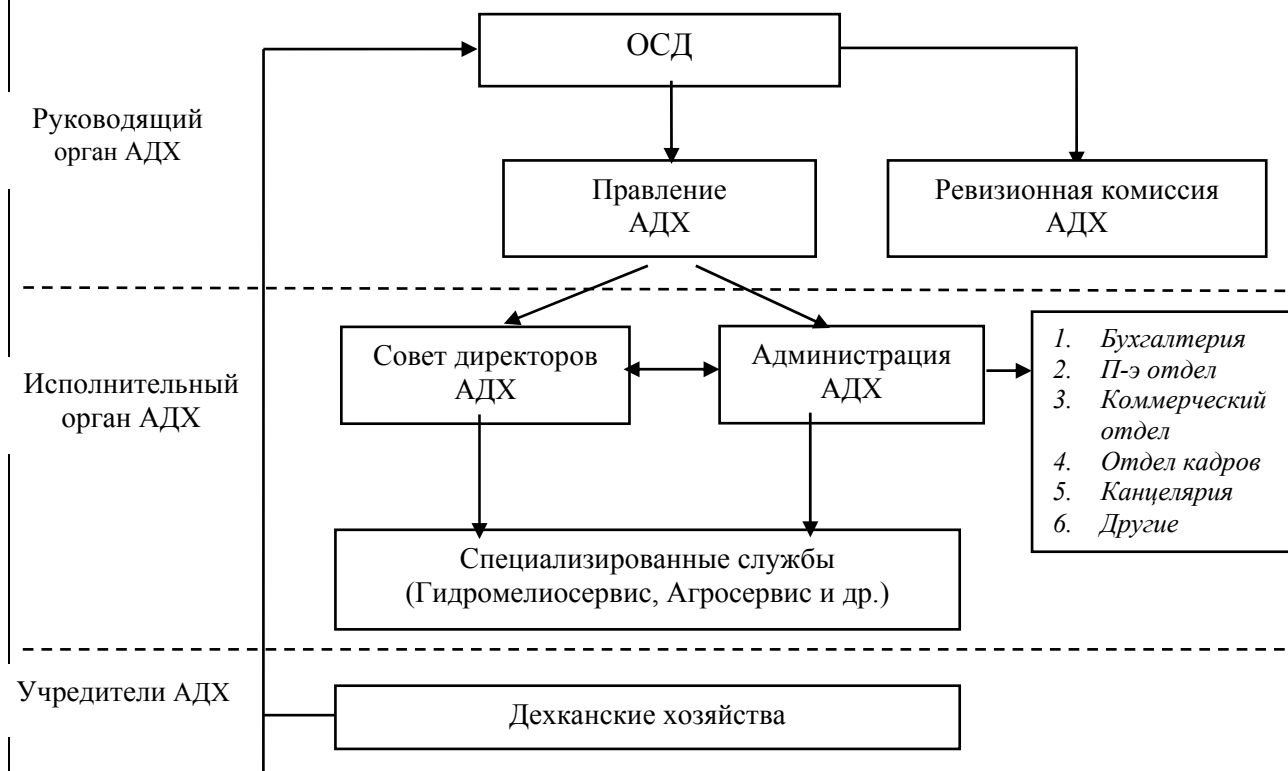 ОСД
Руководящий
орган АДХ
Правление
АДХ
Ревизионная комиссия
АДХ
Исполнительный
орган АДХ
Совет директоров
АДХ
Администрация
АДХ
1. Бухгалтерия
2. П-э отдел
3. Коммерческий
отдел
4. Отдел кадров
5. Канцелярия
6. Другие
Специализированные службы
(Гидромелиосервис, Агросервис и др.)
Учредители АДХ
Дехканские хозяйства